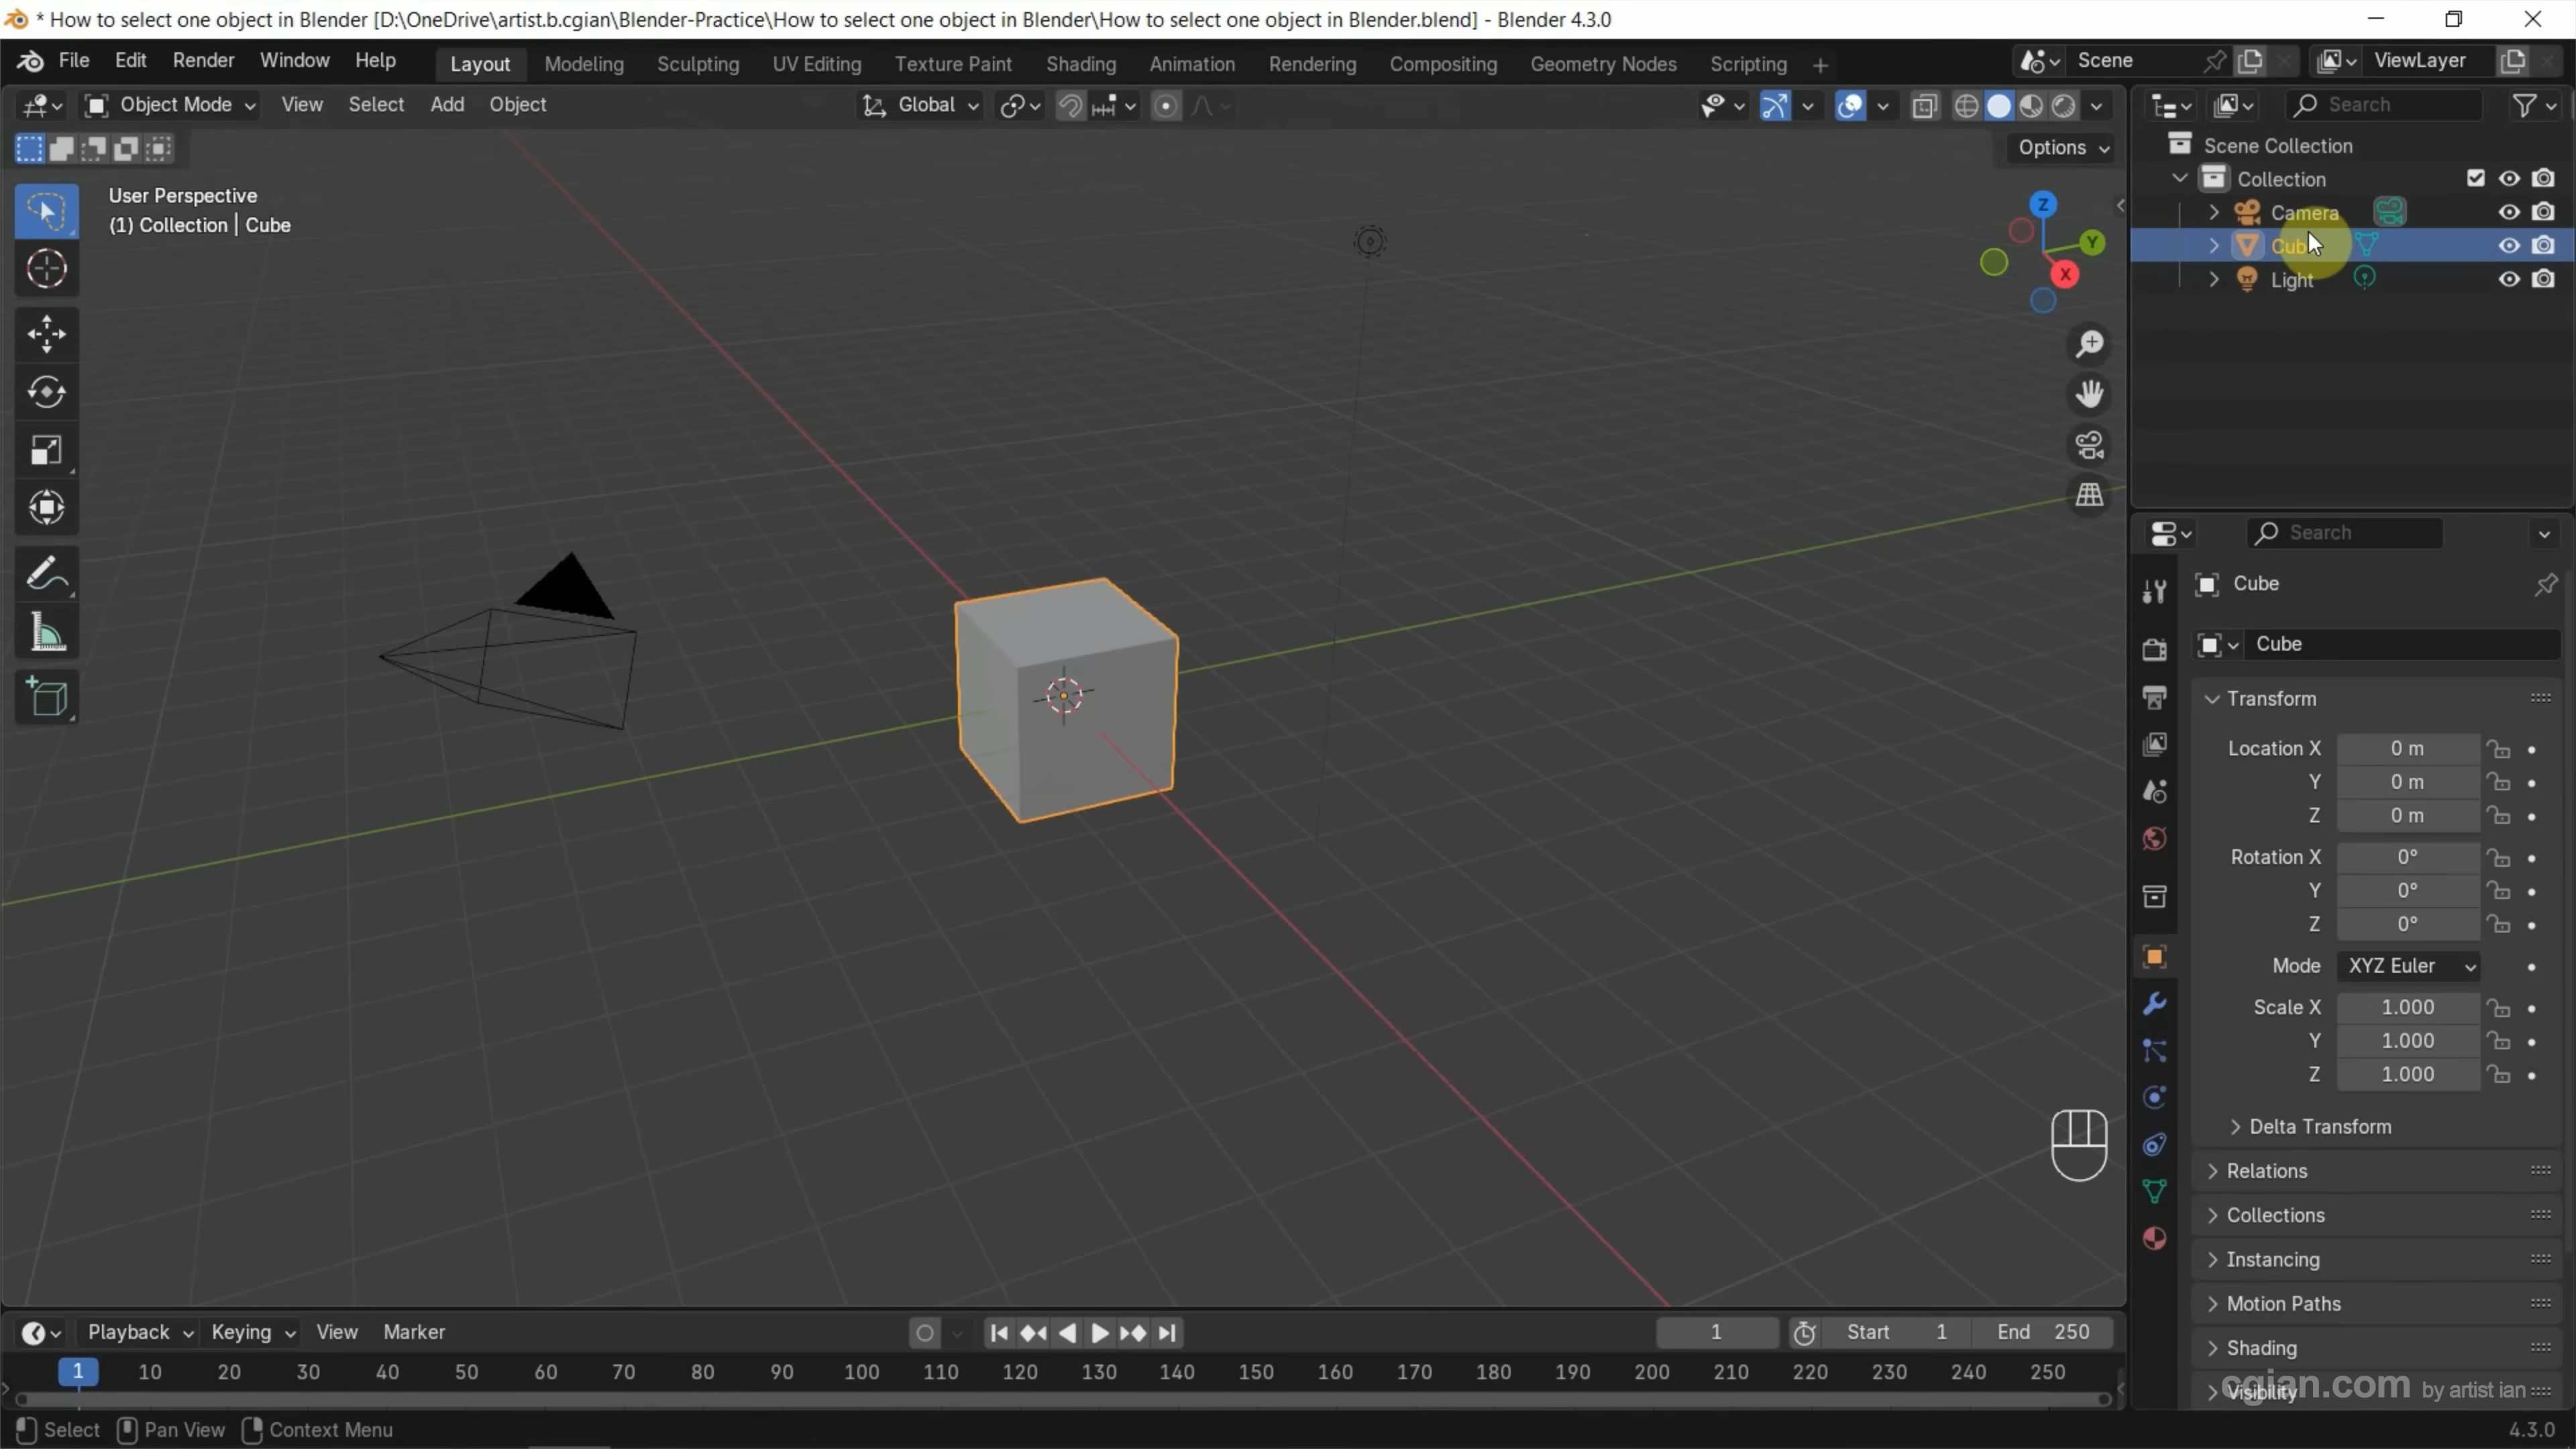 * How to select one object in Blender [D:\OneDrive\artist.b.cgian\Blender-Practice\How to select one object in Blender\How to select one object in Blender.blend] - Blender 4.3.0
File Edit Render Window Help Layout Modeling Sculpting UV Editing Texture Paint Shading Animation Rendering Compositing Geometry Nodes Scripting + Scene ViewLayer
Object Mode View Select Add Object Global Search
Options
User Perspective
(1) Collection | Cube
Z
Y
X
Scene Collection
Collection
Camera
Light
Search
Cube
Cube
Transform
Location X 0 m
Y 0 m
Z 0 m
Rotation X 0°
Y 0°
Z 0°
Mode XYZ Euler
Scale X 1.000
Y 1.000
Z 1.000
Delta Transform
Relations
Collections
Instancing
Motion Paths
Shading
Visibility
cgian.com by artist ian
Playback Keying View Marker 1 Start 1 End 250
1 10 20 30 40 50 60 70 80 90 100 110 120 130 140 150 160 170 180 190 200 210 220 230 240 250
Select Pan View Context Menu 4.3.0